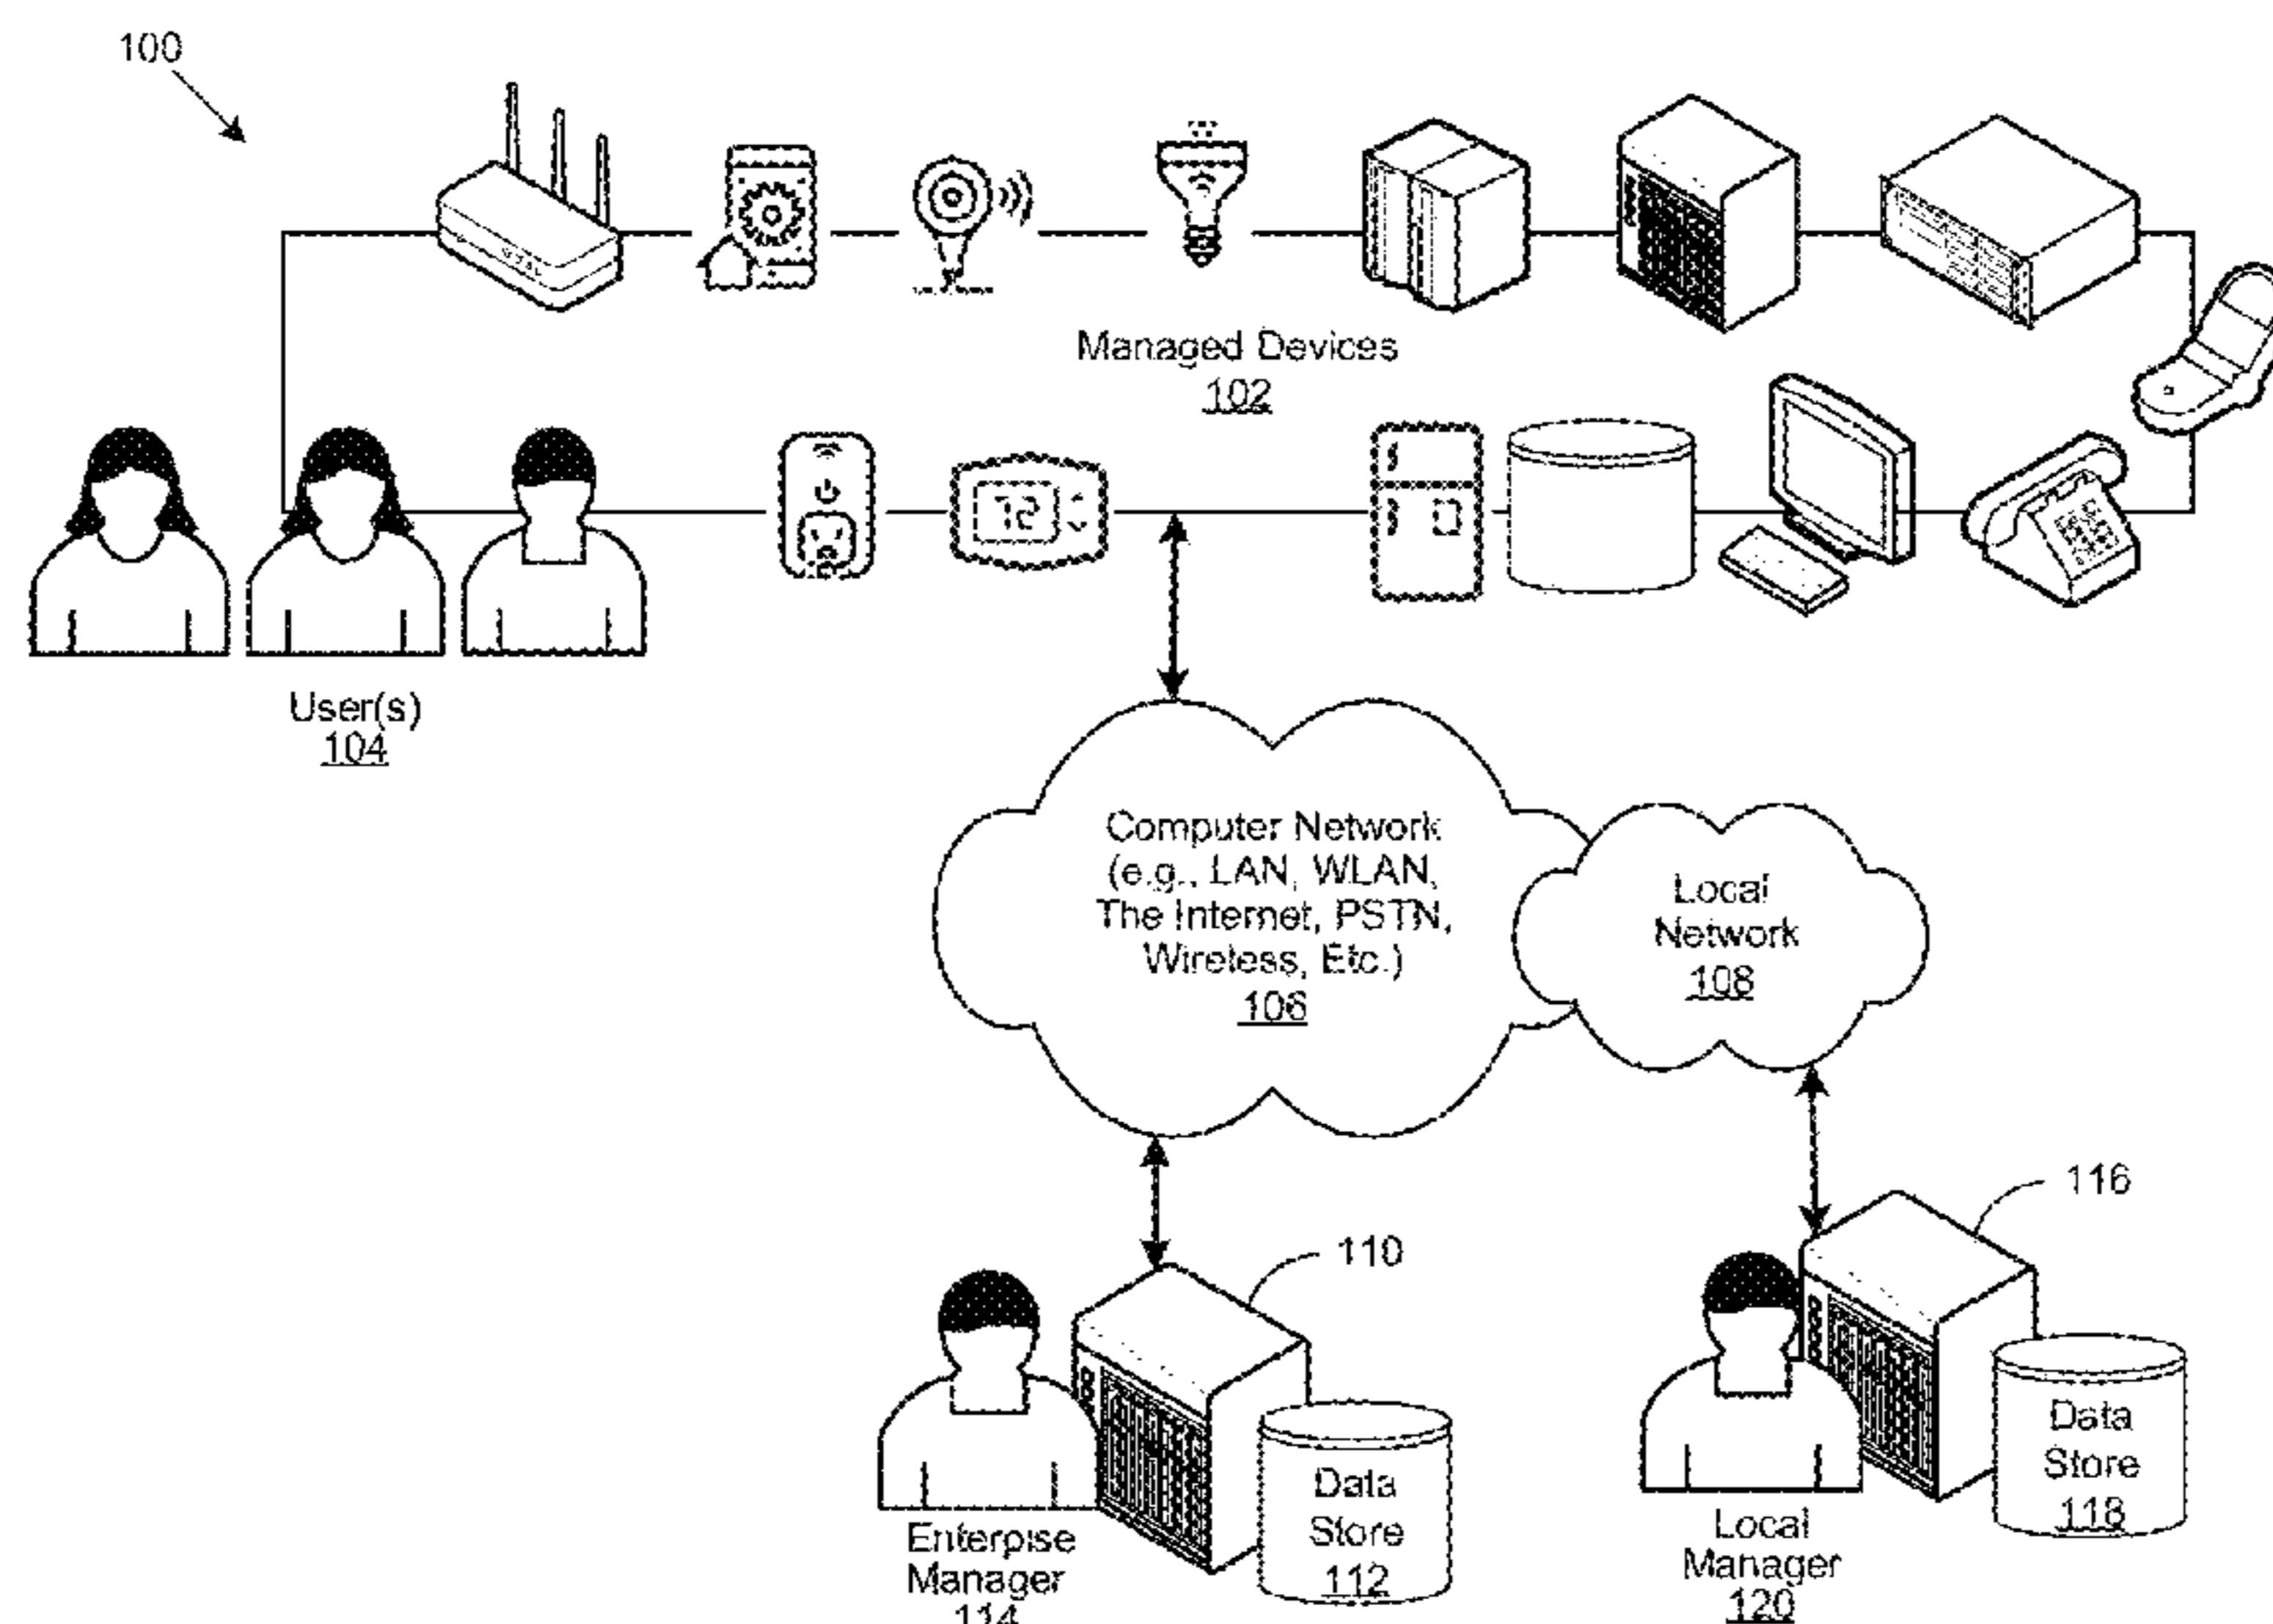 100
Managed Devices
102
72
User(s)
104
Computer Network
(e.g., LAN, WLAN,
The Internet, PSTN,
Wireless, Etc.)
106
Local
Network
108
116
110
Data
Store
118
Data
Store
112
Enterpise
Manager
114
Local
Manager
120